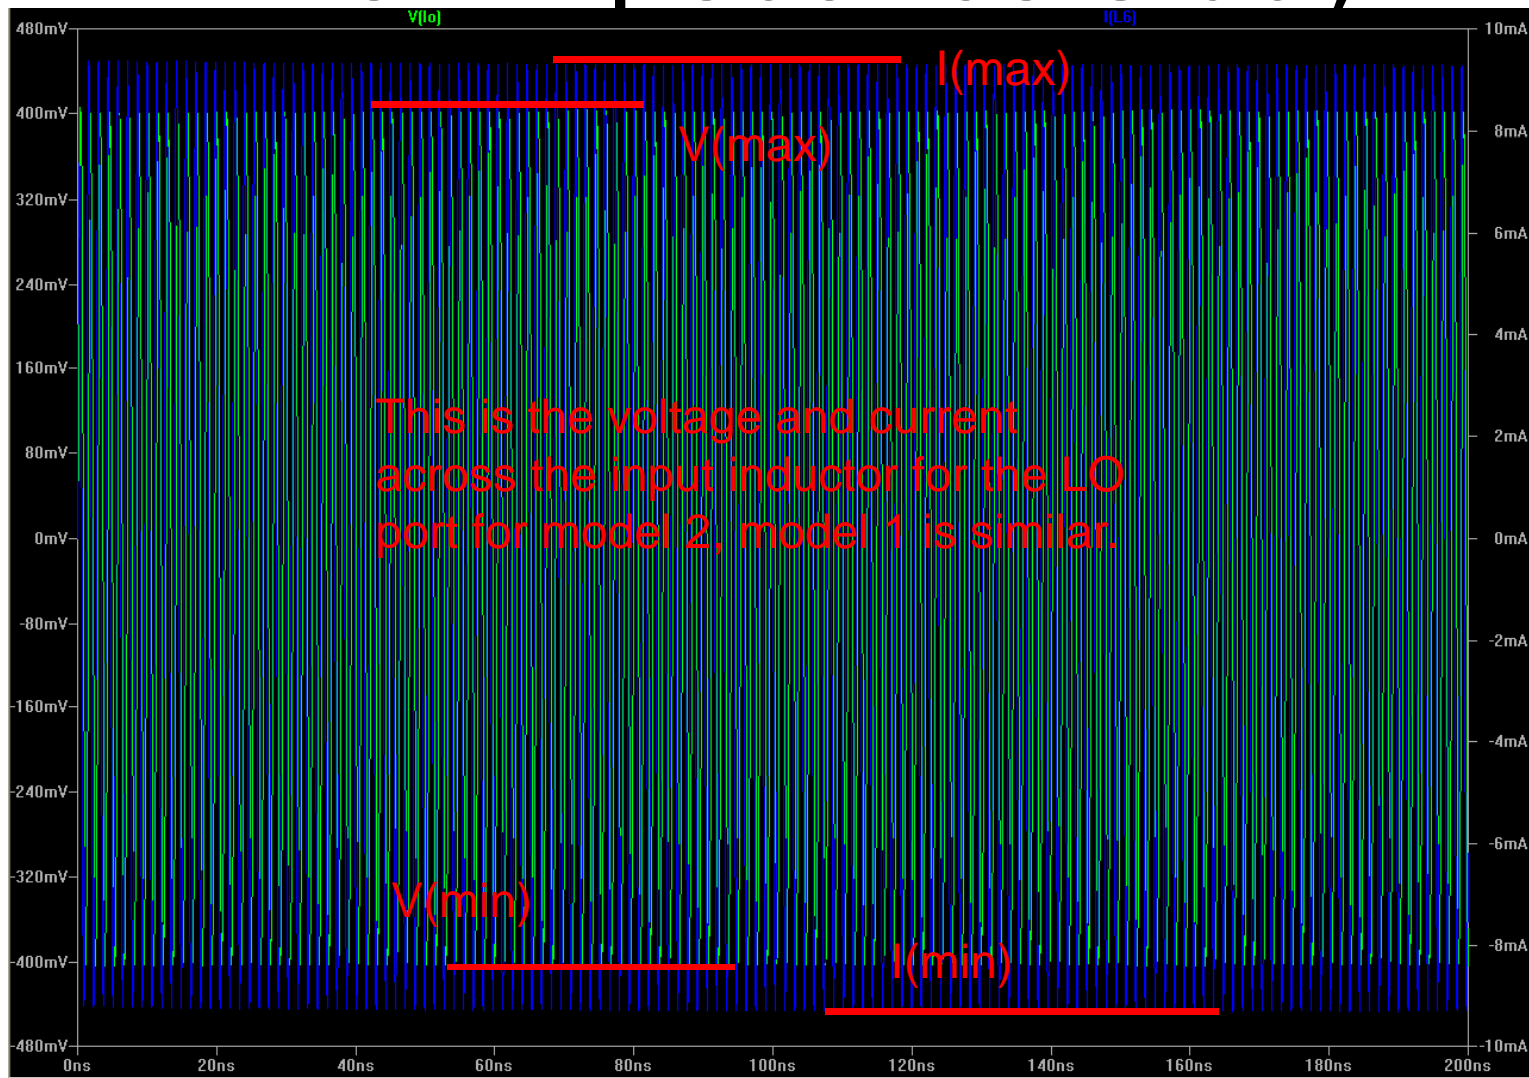 V(lo)
I(L6)
480mV
10mA
I(max)
400mV
8mA
V(max)
320mV
6mA
240mV
4mA
160mV
This is the voltage and current
2mA
80mV
across the input inductor for the LO
port for model 2, model 1 is similar.
0mV
0mA
-80mV
-2mA
-160mV
-4mA
-240mV
-6mA
-320mV
V(min)
-8mA
-400mV
I(min)
-480mV
-10mA
0ns
20ns
40ns
60ns
80ns
100ns
120ns
140ns
160ns
180ns
200ns